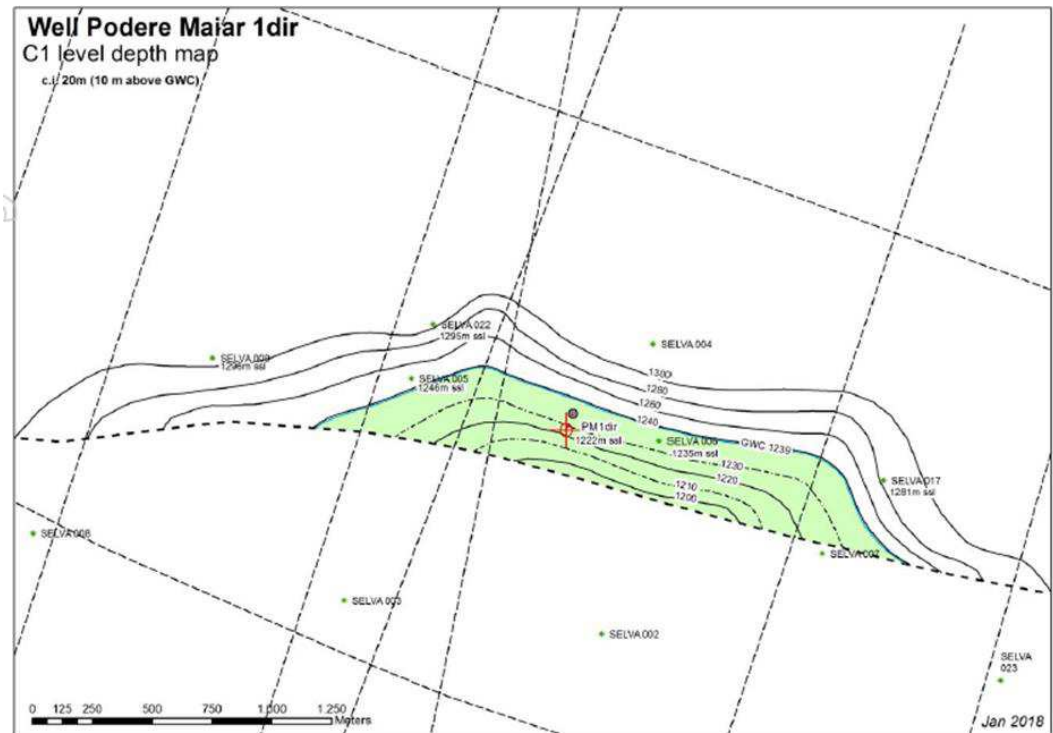 Well Podere Maiar 1dir
C1 level depth map
c.i. 20m (10 m above GWC)
SELVA 022
1295m ssl
SELVA 009
1296m ssl
SELVA 004
1300
SELVA 005
1246m ssl
1280
1260
1240
PM1dir
1222m ssl
SELVA 006
1235m ssl
GWC 1239
1230
1220
1210
1200
SELVA 017
1281m ssl
SELVA 007
SELVA 008
SELVA 003
SELVA 002
SELVA
023
0 125 250 500 750 1.000 1.250
Meters
Jan 2018